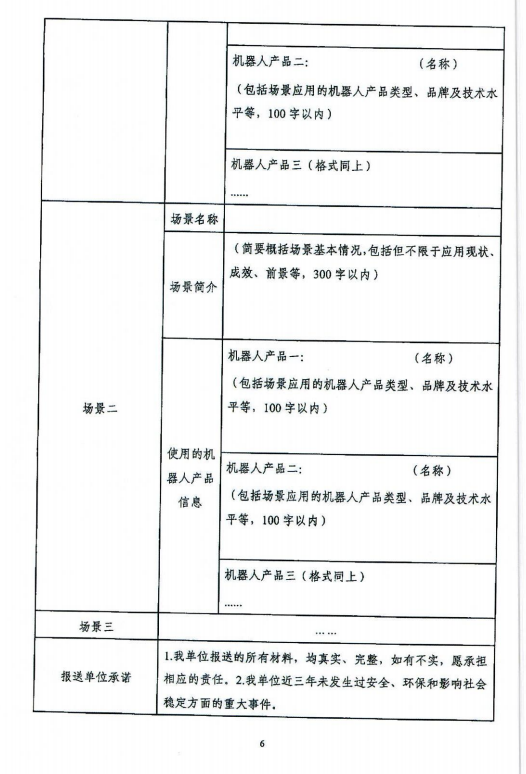 机器人产品二： （名称）
（包括场景应用的机器人产品类型、品牌及技术水
平等，100字以内）
机器人产品三（格式同上）
……
场景名称
（简要概括场景基本情况，包括但不限于应用现状、
成效、前景等，300字以内）
场景简介
机器人产品一： （名称）
（包括场景应用的机器人产品类型、品牌及技术水
平等，100字以内）
场景二
使用的机
器人产品
信息
机器人产品二： （名称）
（包括场景应用的机器人产品类型、品牌及技术水
平等，100字以内）
机器人产品三（格式同上）
……
场景三
……
报送单位承诺
1.我单位报送的所有材料，均真实、完整，如有不实，愿承担
相应的责任。2.我单位近三年未发生过安全、环保和影响社会
稳定方面的重大事件。
6